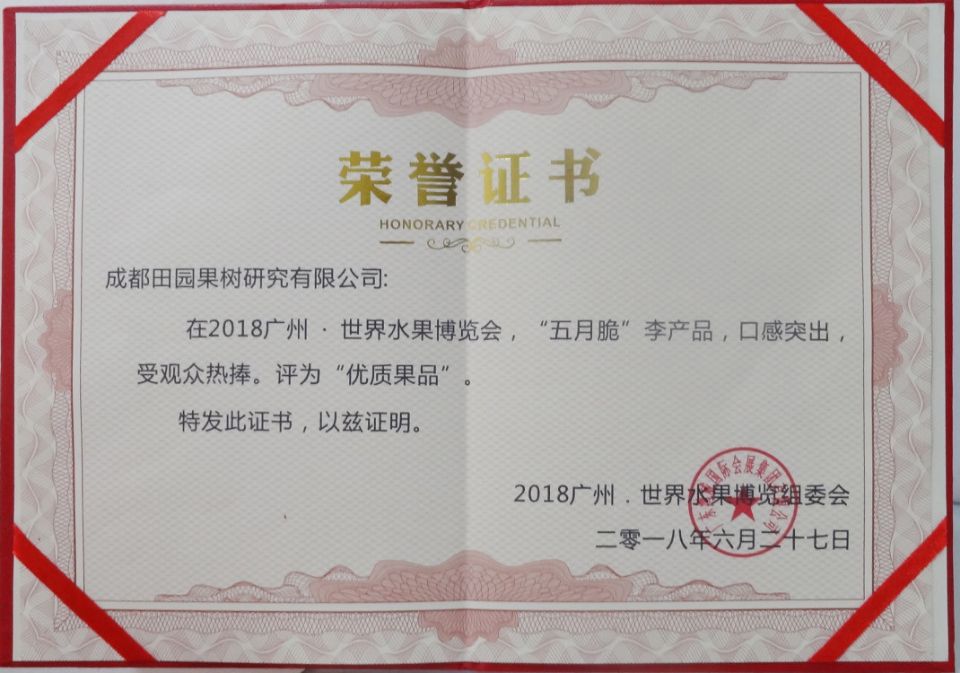 荣誉证书
HONORARY CREDENTIAL
成都田园果树研究有限公司:
在2018广州·世界水果博览会，“五月脆”李产品，口感突出，
受观众热捧。评为“优质果品”。
特发此证书，以兹证明。
2018广州.世界水果博览组委会
二零一八年六月二十七日